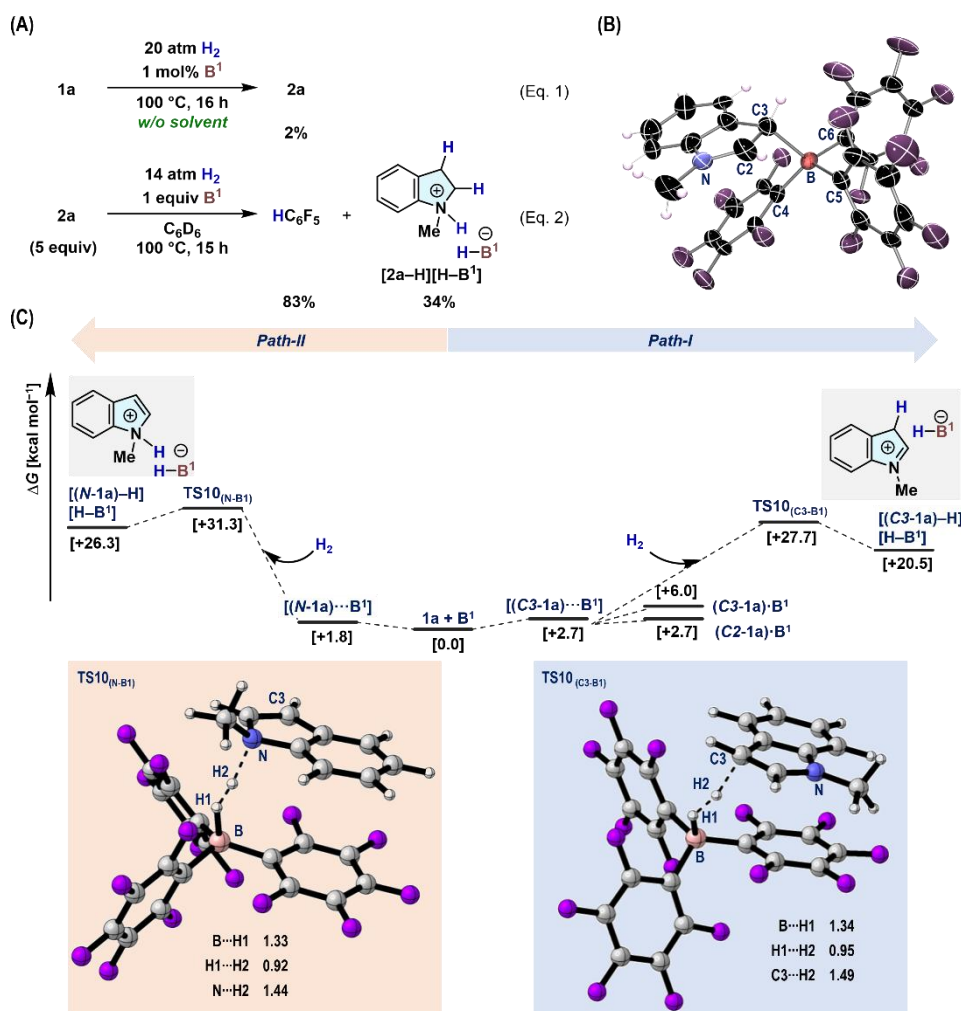 (A)
20 atm H₂
1 mol% B¹
1a
2a
(Eq. 1)
100 °C, 16 h
w/o solvent
2%
14 atm H₂
1 equiv B¹
2a
HC₆F₅
+
(Eq. 2)
(5 equiv)
C₆D₆
100 °C, 15 h
H
H
N
H
Me
H–B¹
[2a–H][H–B¹]
83%
34%
(B)
C3
C6
C2
N
B
C5
C4
(C)
Path-II
Path-I
ΔG [kcal mol⁻¹]
N
H
Me
H–B¹
[(N-1a)–H]
[H–B¹]
[+26.3]
TS10(N-B1)
[+31.3]
H₂
[(N-1a)···B¹]
[+1.8]
1a + B¹
[0.0]
[(C3-1a)···B¹]
[+2.7]
H₂
[+6.0]
(C3-1a)·B¹
[+2.7]
(C2-1a)·B¹
TS10(C3-B1)
[+27.7]
H
H–B¹
N
Me
[(C3-1a)–H]
[H–B¹]
[+20.5]
TS10(N-B1)
C3
N
H2
H1
B
B···H1 1.33
H1···H2 0.92
N···H2 1.44
TS10(C3-B1)
C3
H2
N
H1
B
B···H1 1.34
H1···H2 0.95
C3···H2 1.49